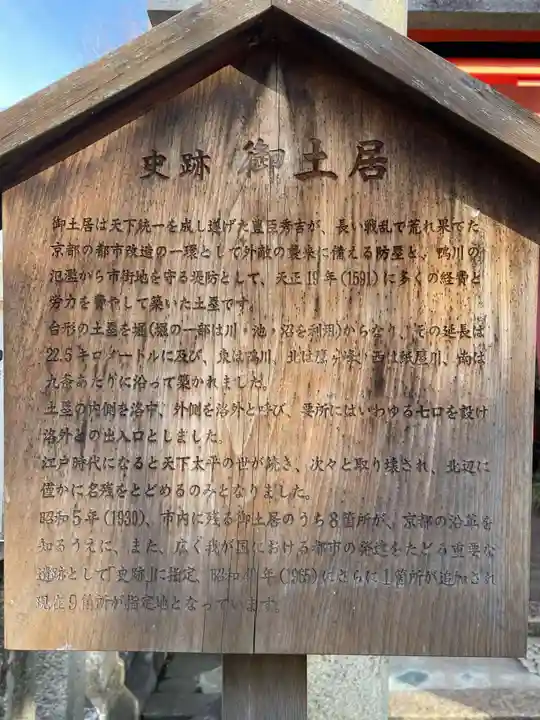 史跡 御土居
御土居は天下統一を成し遂げた豊臣秀吉が、長い戦乱で荒れ果てた
京都の都市改造の一環として外敵の襲来に備える防塁と、鴨川の
氾濫から市街地を守る堤防として、天正19年(1591)に多くの経費と
労力を費やして築いた土塁です。
台形の土塁と堀(堀の一部は川・池・沼を利用)からなり、その延長は
22.5キロメートルに及び、東は鴨川、北は鷹ヶ峯、西は紙屋川、南は
九条あたりに沿って築かれました。
土塁の内側を洛中、外側を洛外と呼び、要所にはいわゆる七口を設け
洛外との出入口としました。
江戸時代になると天下太平の世が続き、次々と取り壊され、北辺に
僅かに名残をとどめるのみとなりました。
昭和5年(1930)、市内に残る御土居のうち8箇所が、京都の沿革を
知るうえに、また、広く我が国における都市の発達をたどる重要な
遺跡として「史跡」に指定、昭和40年(1965)にさらに1箇所が追加され
現在9箇所が指定地となっています。